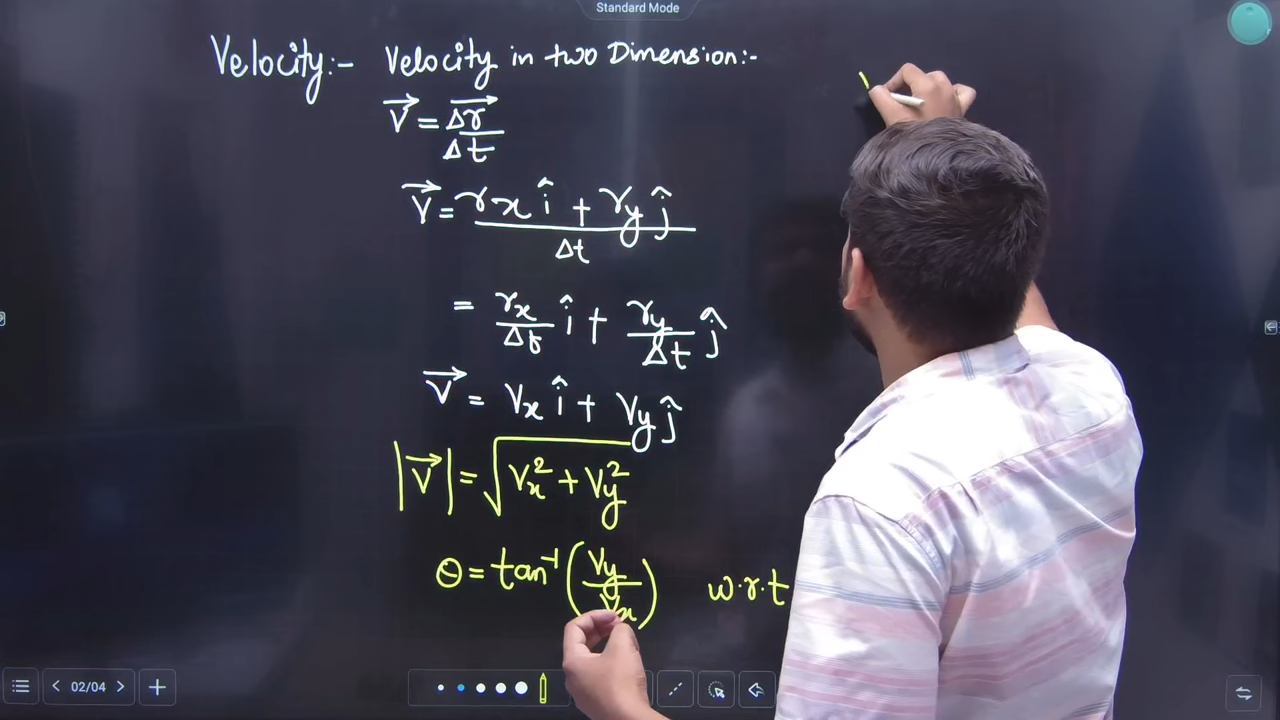 Standard Mode
Velocity:- Velocity in two Dimension:-
V⃗ = Δr⃗/Δt
V⃗ = rx î + ry ĵ / Δt
= rx/Δt î + ry/Δt ĵ
V⃗ = Vx î + Vy ĵ
|V⃗| = √(Vx² + Vy²)
θ = tan⁻¹(Vy/Vx) w.r.t
02/04